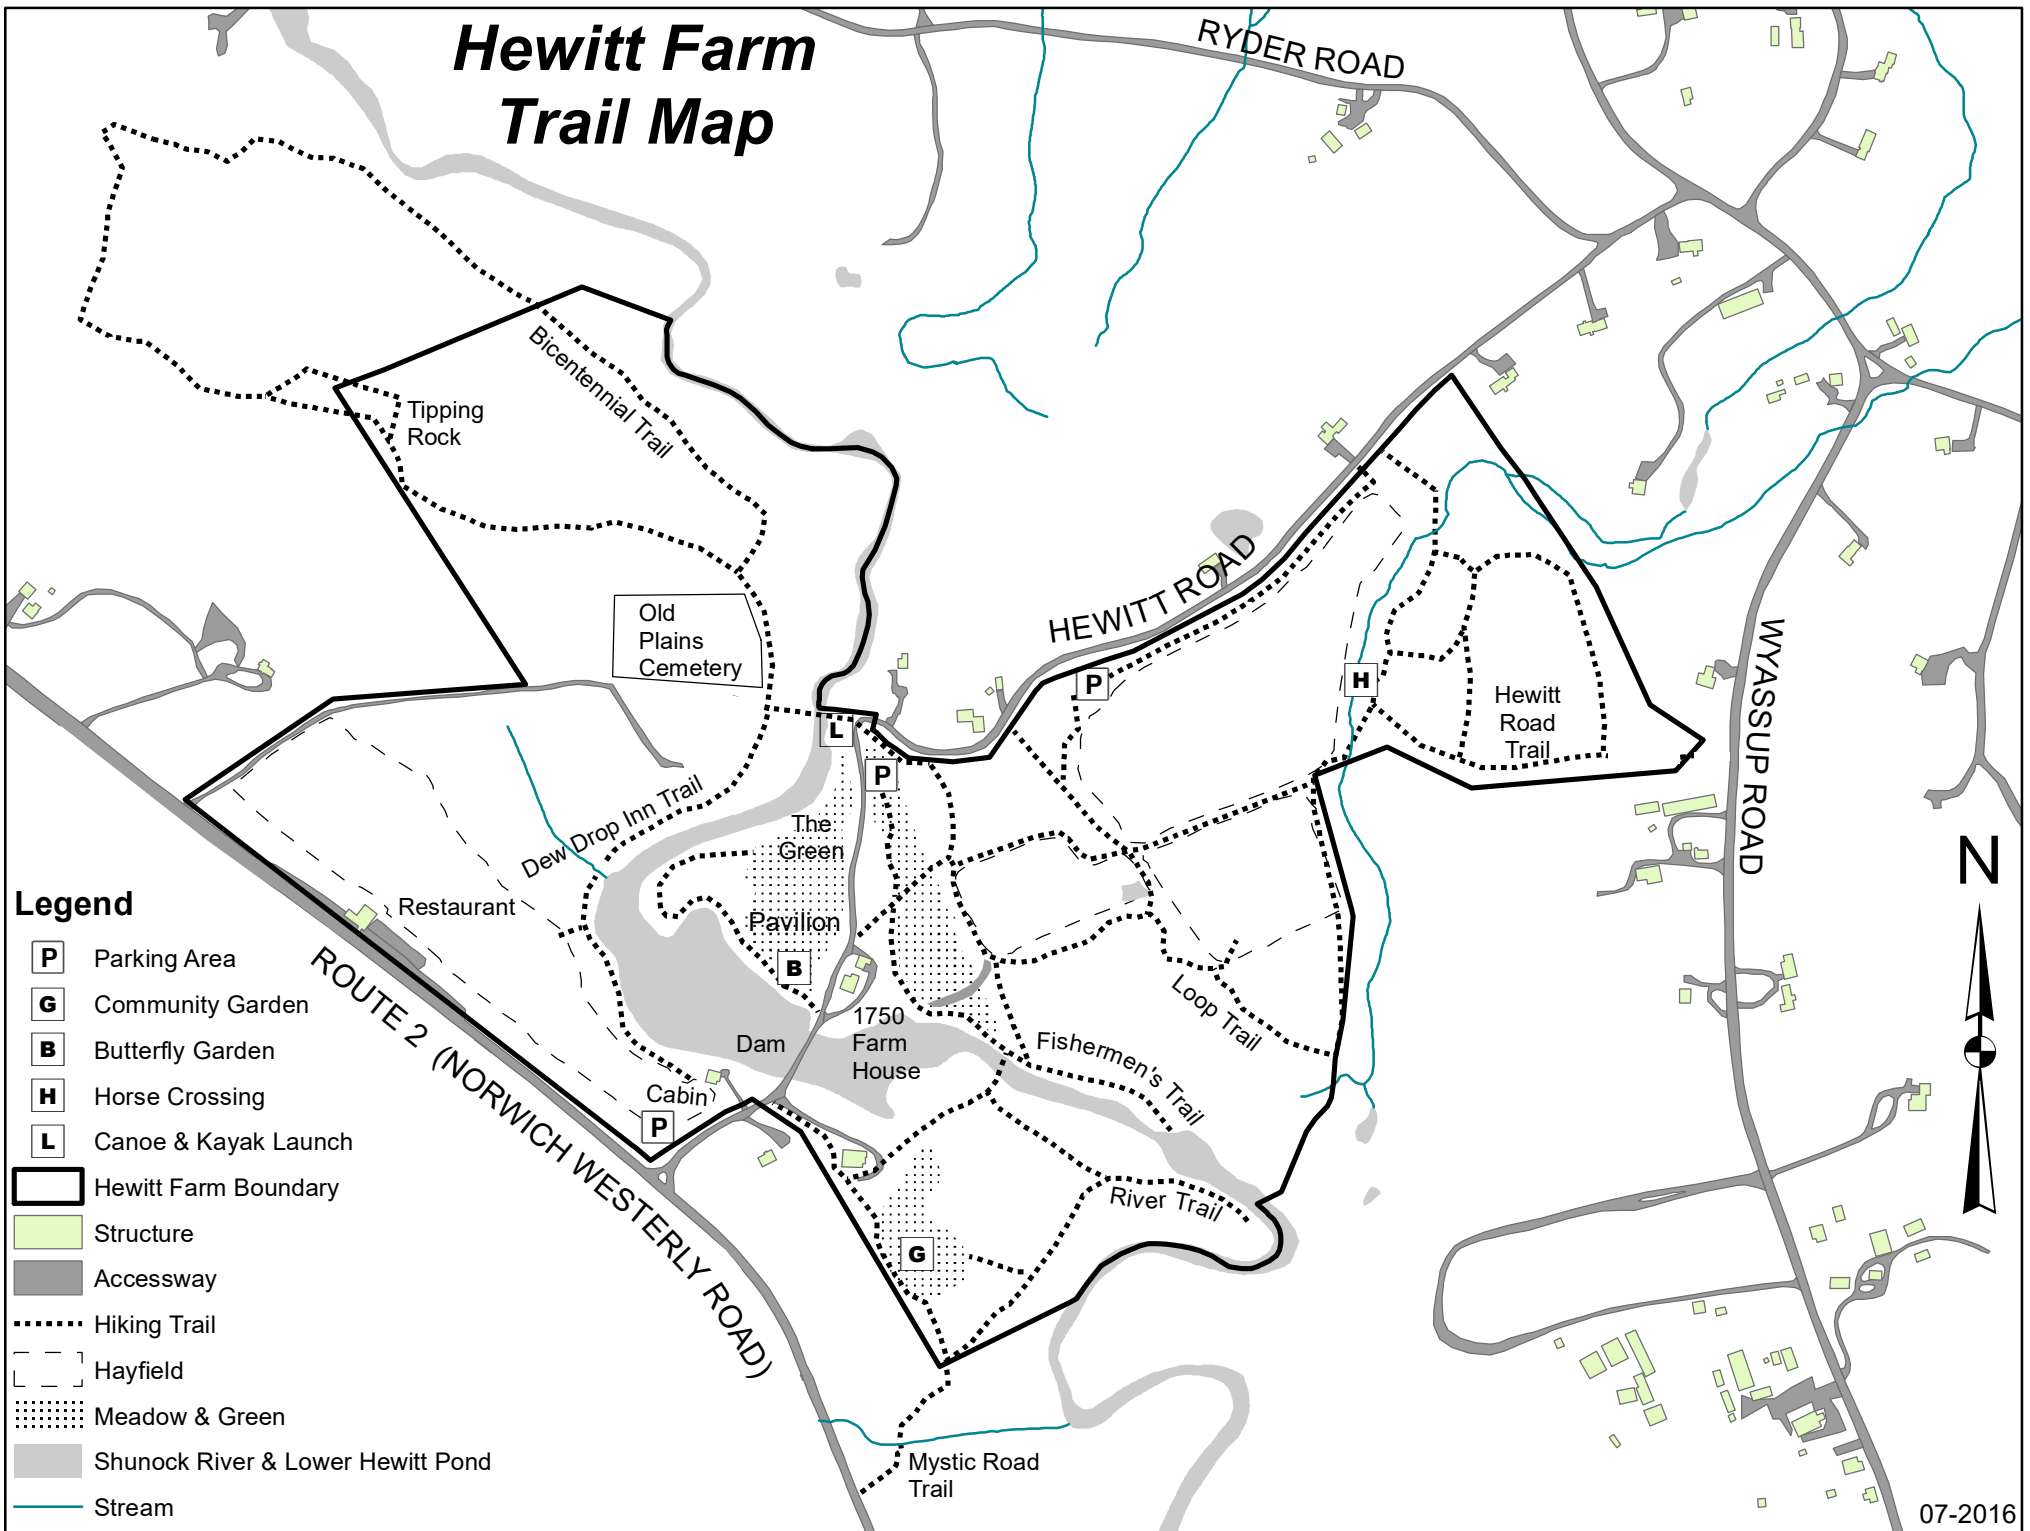 Hewitt Farm
Trail Map
RYDER ROAD
Bicentennial Trail
Tipping
Rock
Old
Plains
Cemetery
HEWITT ROAD
P
H
Hewitt
Road
Trail
WYASSUP ROAD
L
P
The
Green
Dew Drop Inn Trail
Restaurant
Pavilion
B
N
Loop Trail
1750
Farm
House
Dam
Fishermen's Trail
Cabin
P
ROUTE 2 (NORWICH WESTERLY ROAD)
River Trail
G
Mystic Road
Trail
Legend
P Parking Area
G Community Garden
B Butterfly Garden
H Horse Crossing
L Canoe & Kayak Launch
Hewitt Farm Boundary
Structure
Accessway
Hiking Trail
Hayfield
Meadow & Green
Shunock River & Lower Hewitt Pond
Stream
07-2016